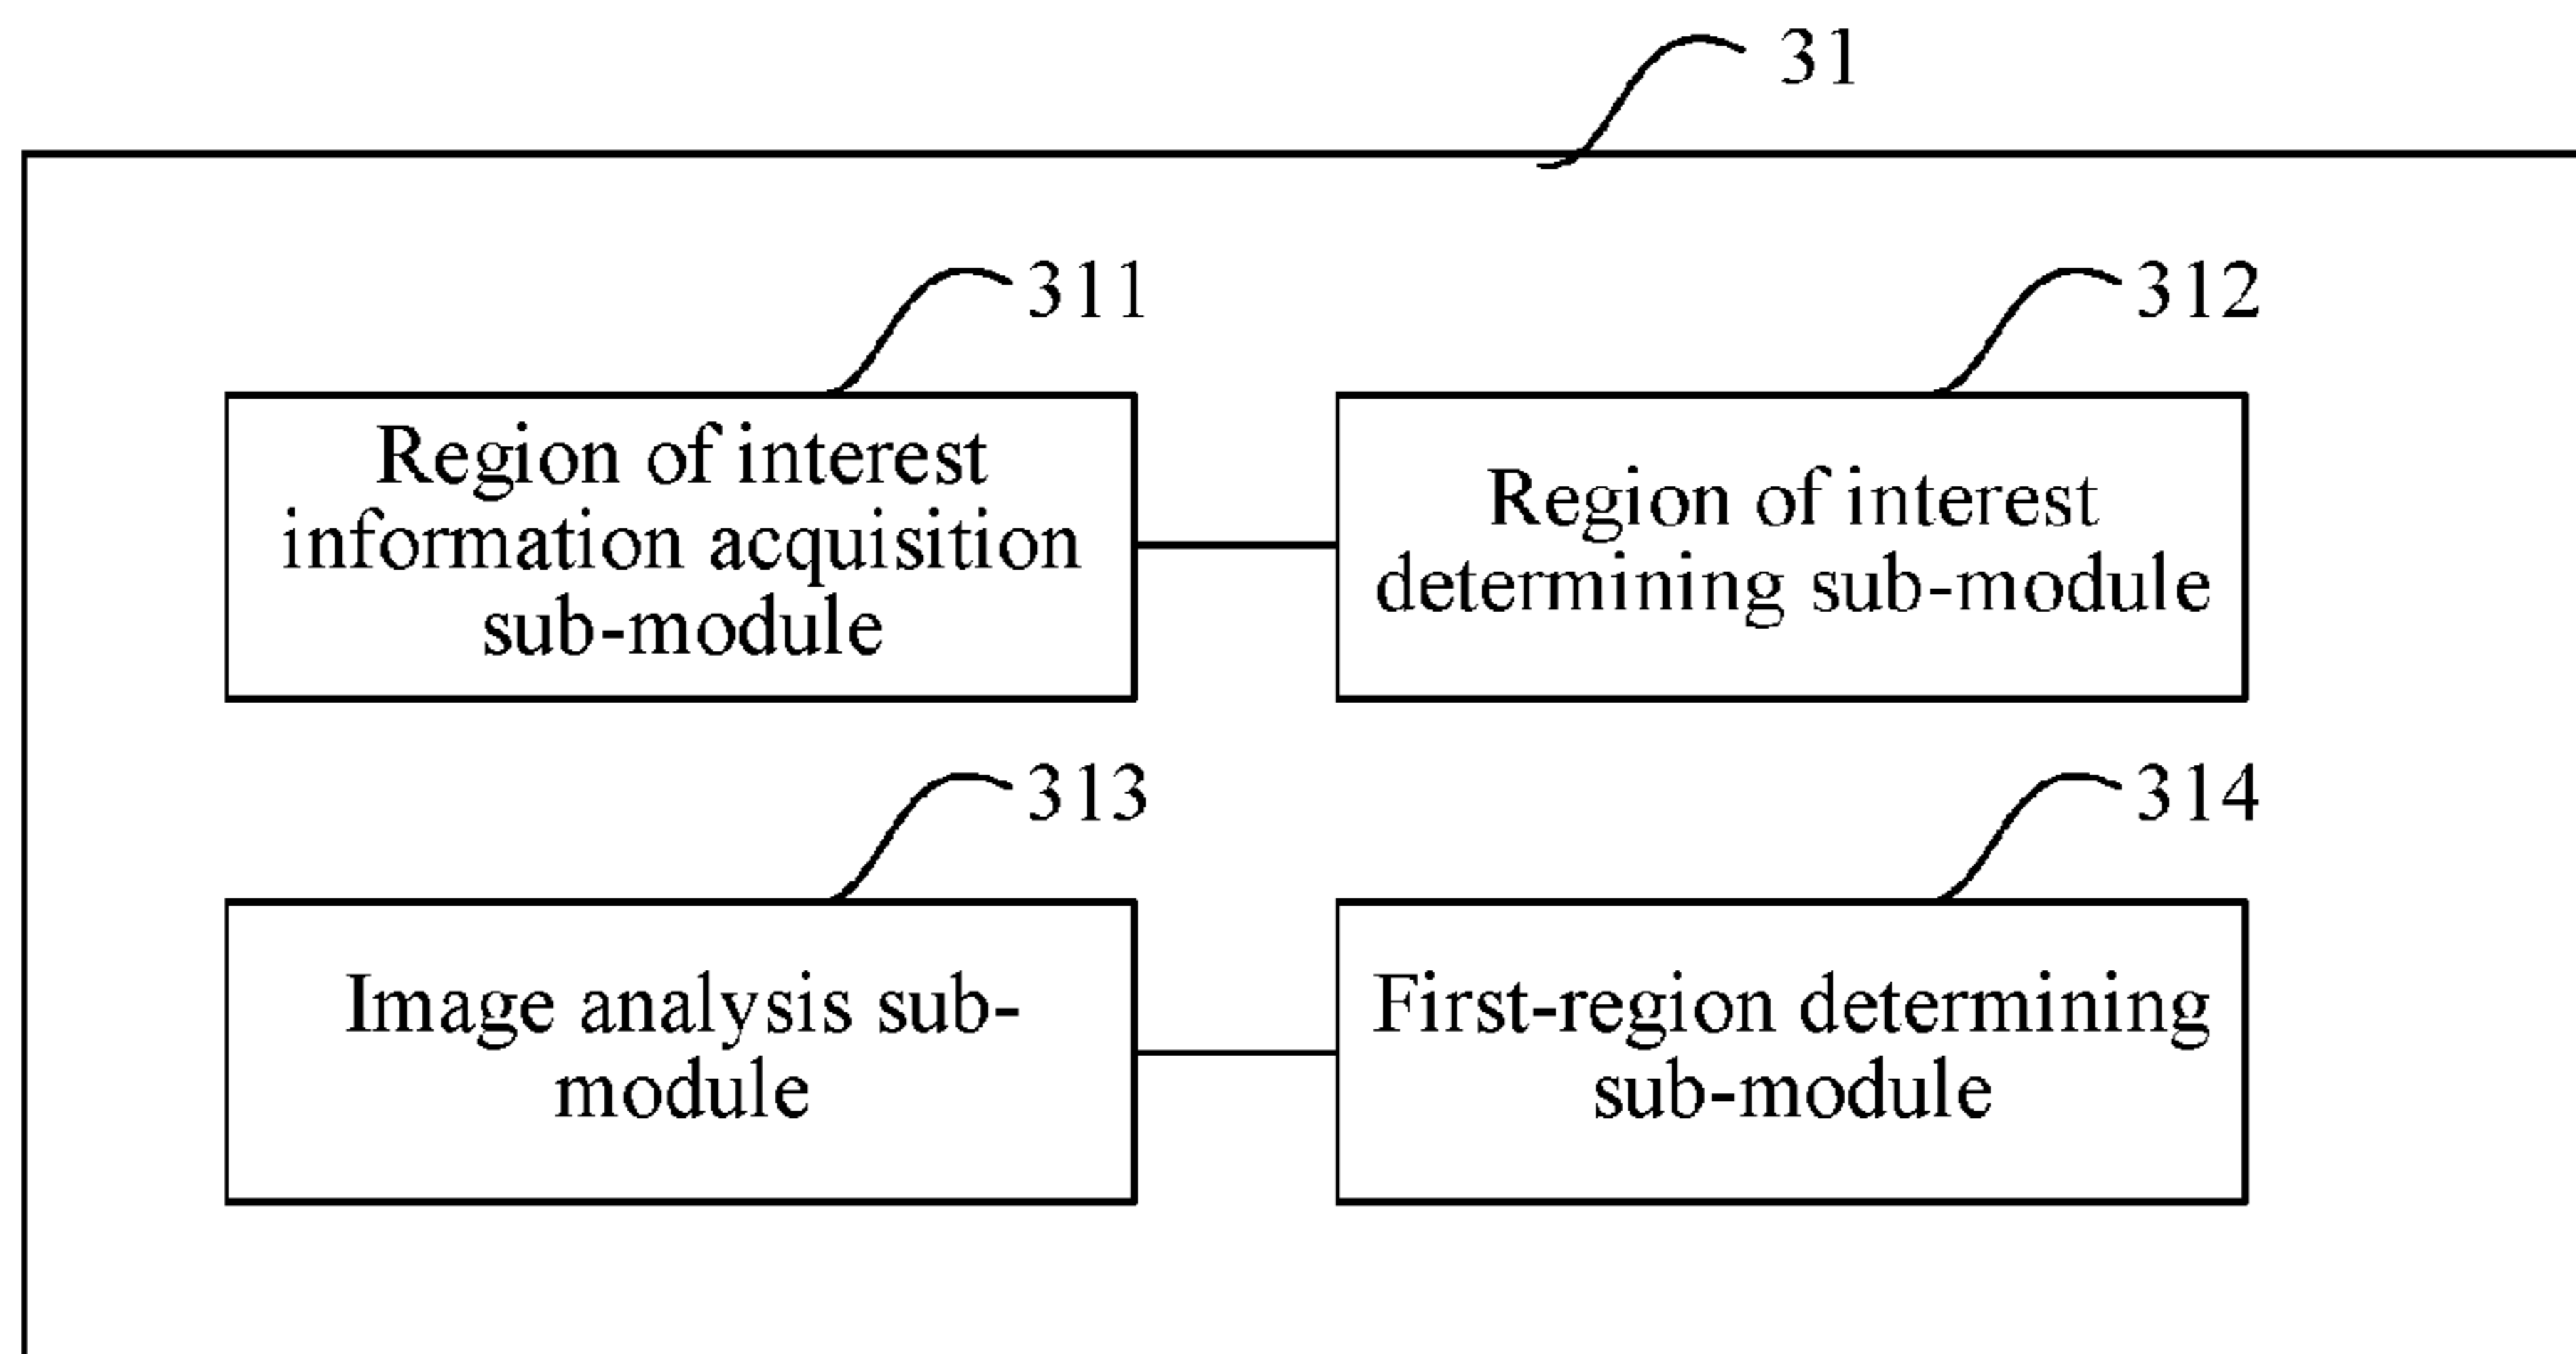 31
311
312
Region of interest
information acquisition
sub-module
Region of interest
determining sub-module
313
314
Image analysis sub-
module
First-region determining
sub-module